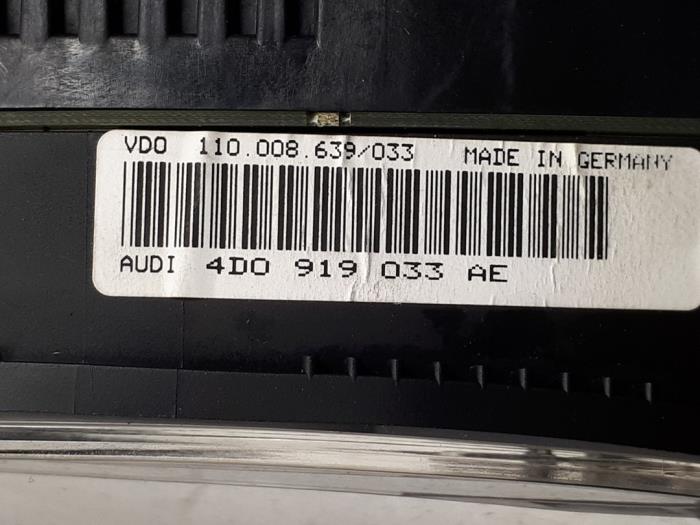 VDO 110.008.639/033 MADE IN GERMANY
AUDI 4D0 919 033 AE